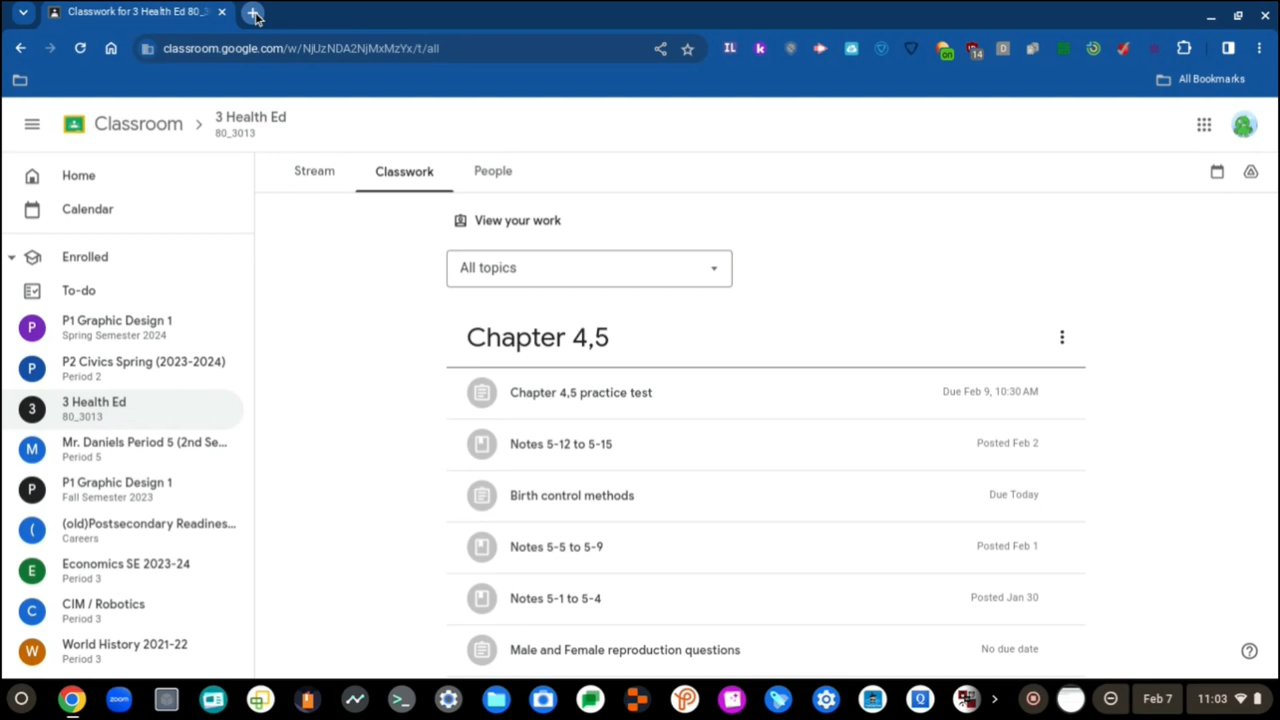 Classwork for 3 Health Ed 80_3
classroom.google.com/w/NjUzNDA2NjMxMzYx/t/all
IL
k
on
14
D
All Bookmarks
Classroom
3 Health Ed
80_3013
Home
Calendar
Enrolled
To-do
P
P1 Graphic Design 1
Spring Semester 2024
P
P2 Civics Spring (2023-2024)
Period 2
3
3 Health Ed
80_3013
M
Mr. Daniels Period 5 (2nd Se...
Period 5
P
P1 Graphic Design 1
Fall Semester 2023
(
(old)Postsecondary Readines...
Careers
E
Economics SE 2023-24
Period 3
C
CIM / Robotics
Period 3
W
World History 2021-22
Period 3
Stream
Classwork
People
View your work
All topics
Chapter 4,5
Chapter 4,5 practice test
Due Feb 9, 10:30 AM
Notes 5-12 to 5-15
Posted Feb 2
Birth control methods
Due Today
Notes 5-5 to 5-9
Posted Feb 1
Notes 5-1 to 5-4
Posted Jan 30
Male and Female reproduction questions
No due date
zoom
Q
Feb 7
11:03